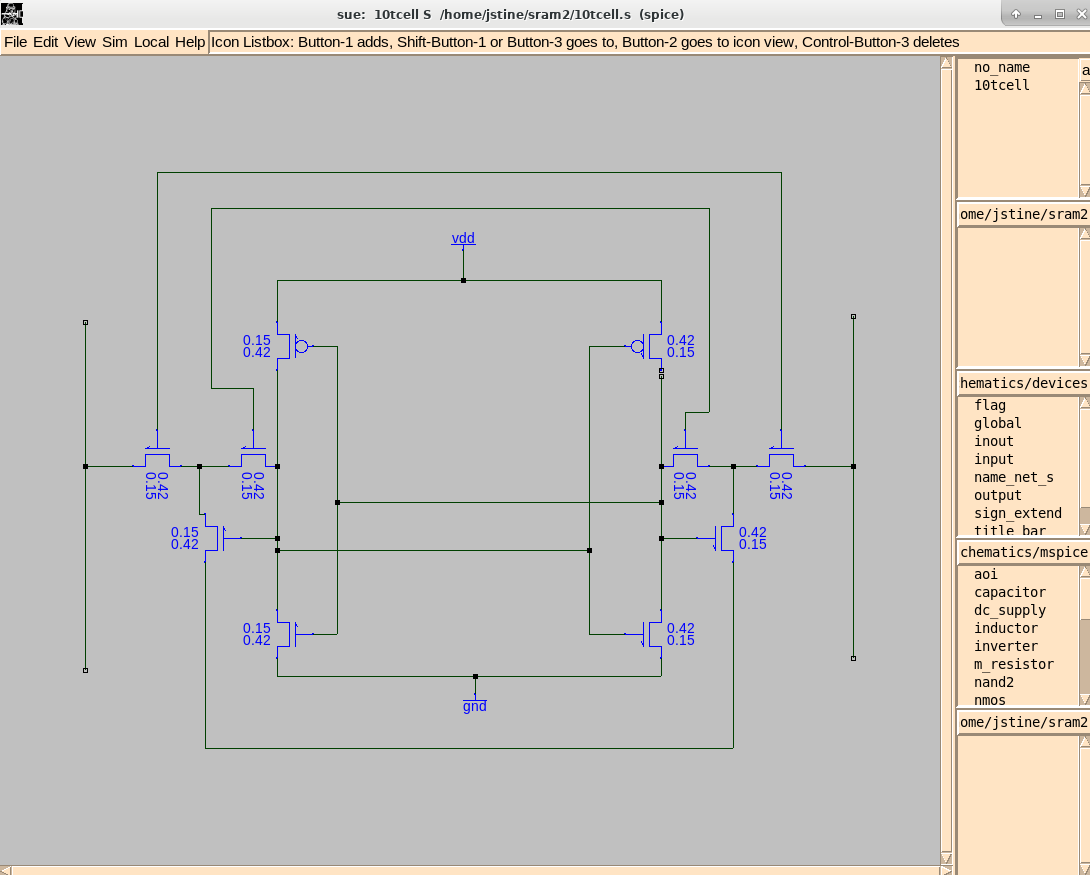 sue: 10tcell S /home/jstine/sram2/10tcell.s (spice)
File Edit View Sim Local Help Icon Listbox: Button-1 adds, Shift-Button-1 or Button-3 goes to, Button-2 goes to icon view, Control-Button-3 deletes
no_name
a
10tcell
ome/jstine/sram2
hematics/devices
flag
global
inout
input
name_net_s
output
sign_extend
title_bar
chematics/mspice
aoi
capacitor
dc_supply
inductor
inverter
m_resistor
nand2
nmos
ome/jstine/sram2
vdd
0.15
0.42
0.42
0.15
0.42
0.15
0.42
0.15
0.42
0.15
0.42
0.15
0.15
0.42
0.42
0.15
0.15
0.42
0.42
0.15
gnd